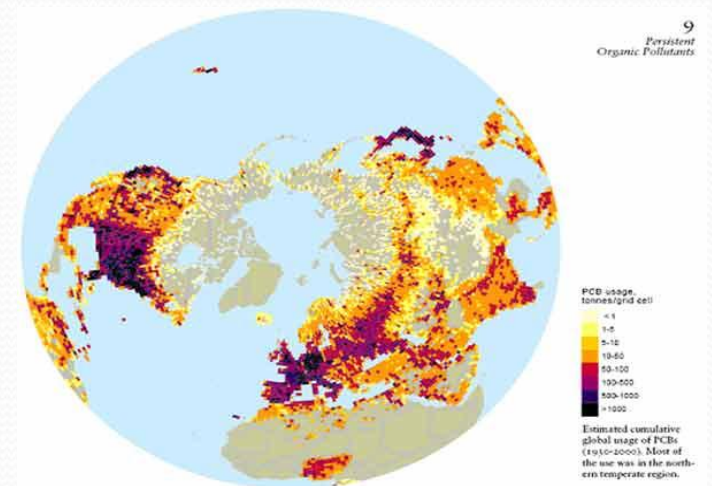 9
Persistent
Organic Pollutants
PCB usage,
tonnes/grid cell
<1
1-5
5-10
10-50
50-100
100-500
500-1000
>1000
Estimated cumulative
global usage of PCBs
(1930-2000). Most of
the use was in the north-
ern temperate region.